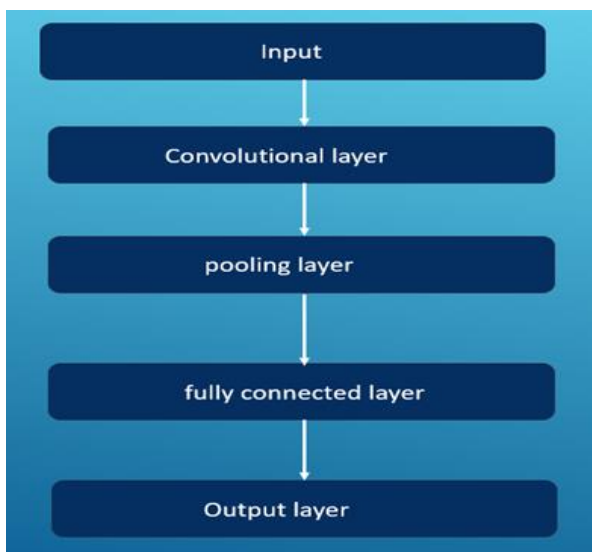 Input
Convolutional layer
pooling layer
fully connected layer
Output layer